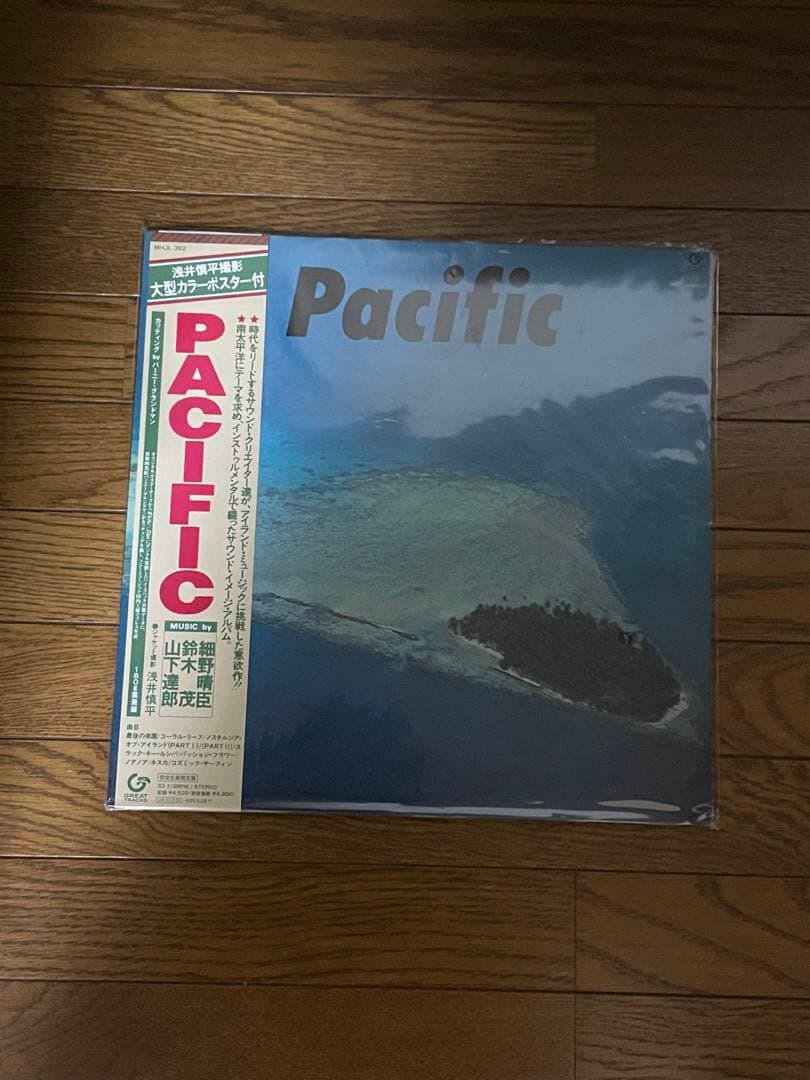 MHJL 362
浅井慎平撮影
大型カラーポスター付
Pacific
PACIFIC
★★時代をリードするサウンド・クリエイター達が、アイランド・ミュージックに挑戦した意欲作!!
南太平洋にテーマを求め、インストゥルメンタルで綴ったサウンド・イメージ・アルバム。
カッティング by バーニー・グランドマン
180g重量盤
MUSIC by
細野晴臣
鈴木 茂
山下達郎
●ジャケット撮影 浅井慎平
曲目
最後の楽園/コーラル・リーフ/ノスタルジア・
オブ・アイランド(PART I)/(PART II)/ス
ラック・キー・ルンバ/パッション・フラワー/
ノアノア/キスカ/コズミック・サーフィン
GREAT
TRACKS
完全生産限定盤
33 1/3RPM / STEREO